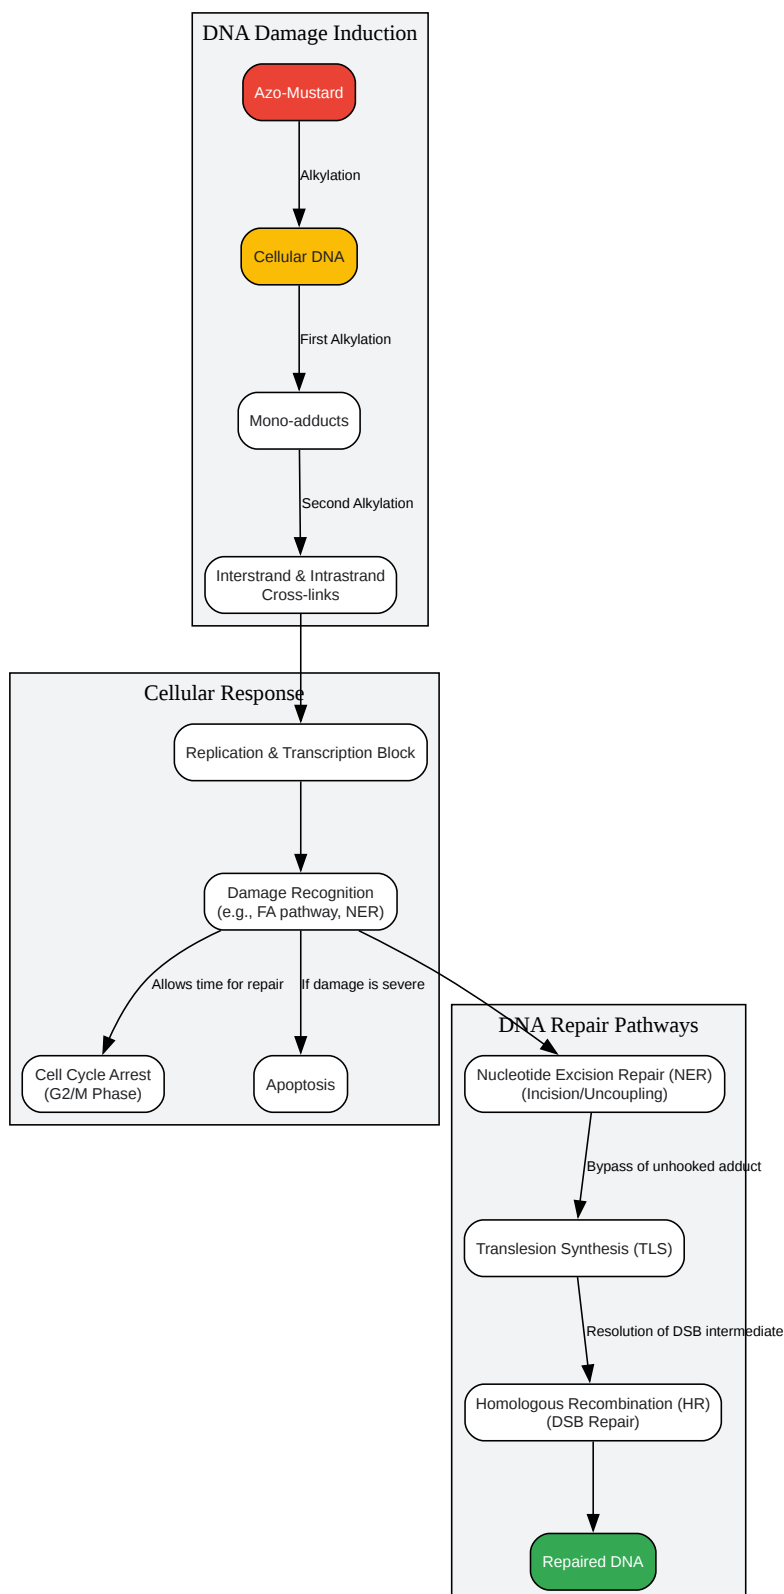 DNA Damage Induction
Azo-Mustard
Alkylation
Cellular DNA
First Alkylation
Mono-adducts
Second Alkylation
Interstrand & Intrastrand
Cross-links
Cellular Response
Replication & Transcription Block
Damage Recognition
(e.g., FA pathway, NER)
Allows time for repair
If damage is severe
Cell Cycle Arrest
(G2/M Phase)
Apoptosis
DNA Repair Pathways
Nucleotide Excision Repair (NER)
(Incision/Uncoupling)
Bypass of unhooked adduct
Translesion Synthesis (TLS)
Resolution of DSB intermediate
Homologous Recombination (HR)
(DSB Repair)
Repaired DNA